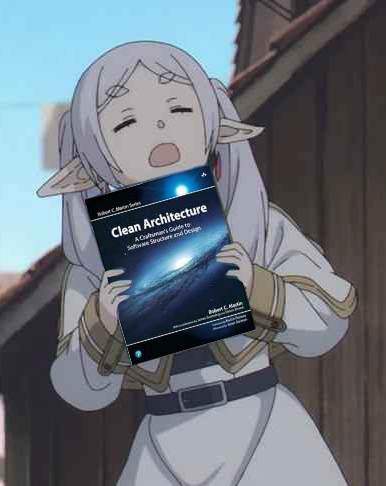 Robert C. Martin Series
Clean Architecture
A Craftsman's Guide to
Software Structure and Design
Robert C. Martin